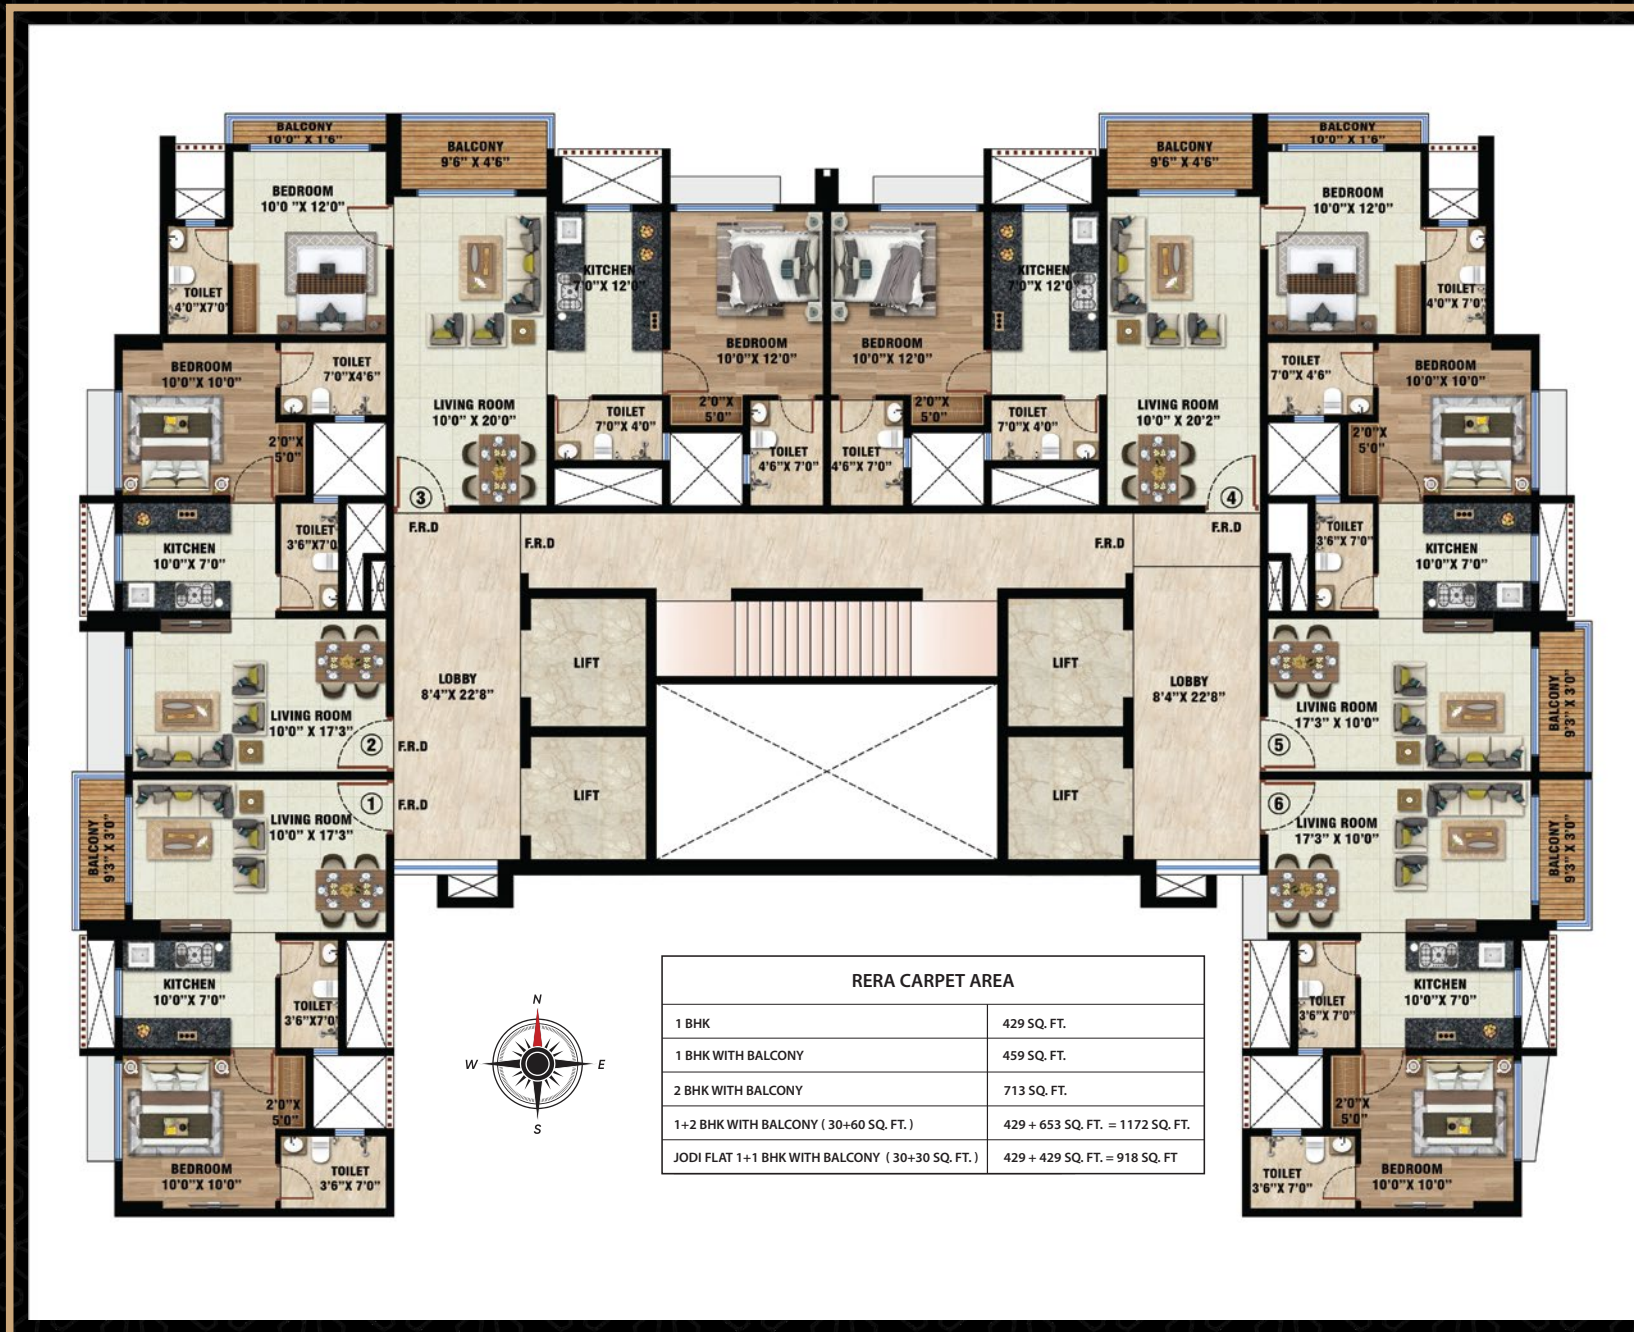 BALCONY
10'0" X 1'6"
BALCONY
9'6" X 4'6"
BEDROOM
10'0 "X 12'0"
TOILET
4'0"X7'0"
KITCHEN
7'0"X 12'0"
BEDROOM
10'0"X 12'0"
LIVING ROOM
10'0" X 20'0"
TOILET
7'0"X 4'0"
2'0"X
5'0"
TOILET
4'6"X 7'0"
3
F.R.D
BALCONY
9'6" X 4'6"
BALCONY
10'0" X 1'6"
BEDROOM
10'0"X 12'0"
TOILET
4'0"X 7'0"
KITCHEN
7'0"X 12'0"
BEDROOM
10'0"X 12'0"
2'0"X
5'0"
TOILET
4'6"X 7'0"
TOILET
7'0"X 4'0"
LIVING ROOM
10'0" X 20'2"
4
F.R.D
BEDROOM
10'0"X 10'0"
TOILET
7'0"X4'6"
2'0"X
5'0"
KITCHEN
10'0"X 7'0"
TOILET
3'6"X7'0"
LIVING ROOM
10'0" X 17'3"
2
F.R.D
F.R.D
F.R.D
LOBBY
8'4"X 22'8"
LIFT
LIFT
LIFT
LIFT
LOBBY
8'4"X 22'8"
TOILET
7'0"X 4'6"
BEDROOM
10'0"X 10'0"
2'0"X
5'0"
TOILET
3'6"X 7'0"
KITCHEN
10'0"X 7'0"
LIVING ROOM
17'3" X 10'0"
BALCONY
9'3" X 3'0"
5
1
F.R.D
LIVING ROOM
10'0" X 17'3"
BALCONY
9'3" X 3'0"
KITCHEN
10'0"X 7'0"
TOILET
3'6"X7'0"
2'0"X
5'0"
BEDROOM
10'0"X 10'0"
TOILET
3'6"X 7'0"
6
LIVING ROOM
17'3" X 10'0"
BALCONY
9'3" X 3'0"
KITCHEN
10'0"X 7'0"
TOILET
3'6"X 7'0"
2'0"X
5'0"
TOILET
3'6"X 7'0"
BEDROOM
10'0"X 10'0"
N
W
E
S
RERA CARPET AREA
1 BHK 429 SQ. FT.
1 BHK WITH BALCONY 459 SQ. FT.
2 BHK WITH BALCONY 713 SQ. FT.
1+2 BHK WITH BALCONY ( 30+60 SQ. FT. ) 429 + 653 SQ. FT. = 1172 SQ. FT.
JODI FLAT 1+1 BHK WITH BALCONY ( 30+30 SQ. FT. ) 429 + 429 SQ. FT. = 918 SQ. FT